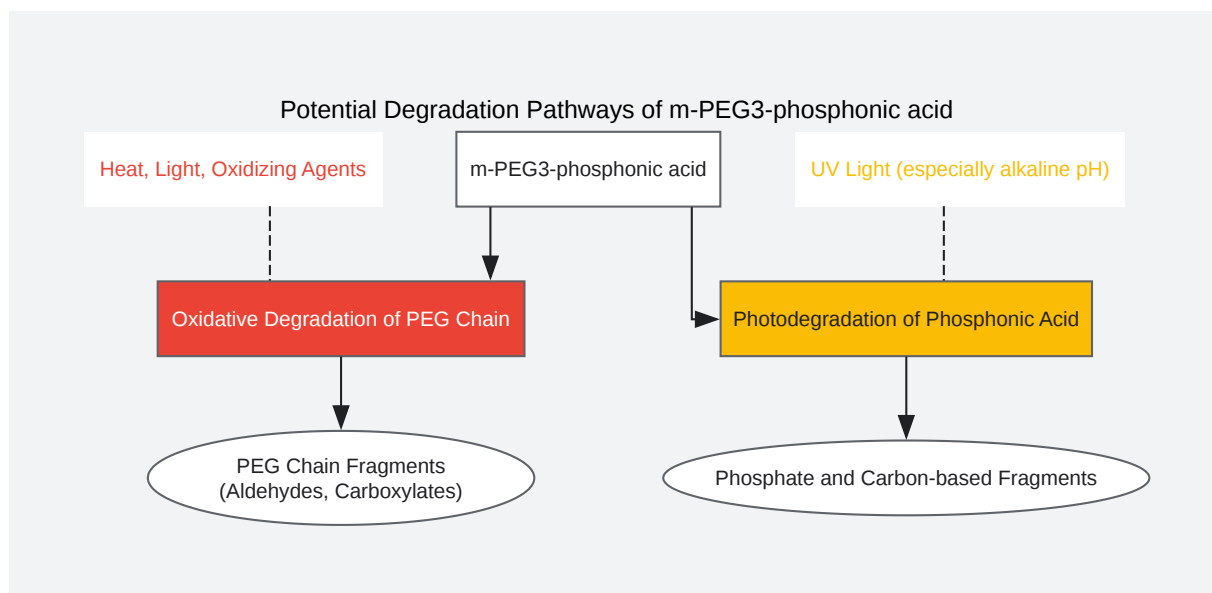 Potential Degradation Pathways of m-PEG3-phosphonic acid
Heat, Light, Oxidizing Agents
m-PEG3-phosphonic acid
UV Light (especially alkaline pH)
Oxidative Degradation of PEG Chain
Photodegradation of Phosphonic Acid
PEG Chain Fragments
(Aldehydes, Carboxylates)
Phosphate and Carbon-based Fragments